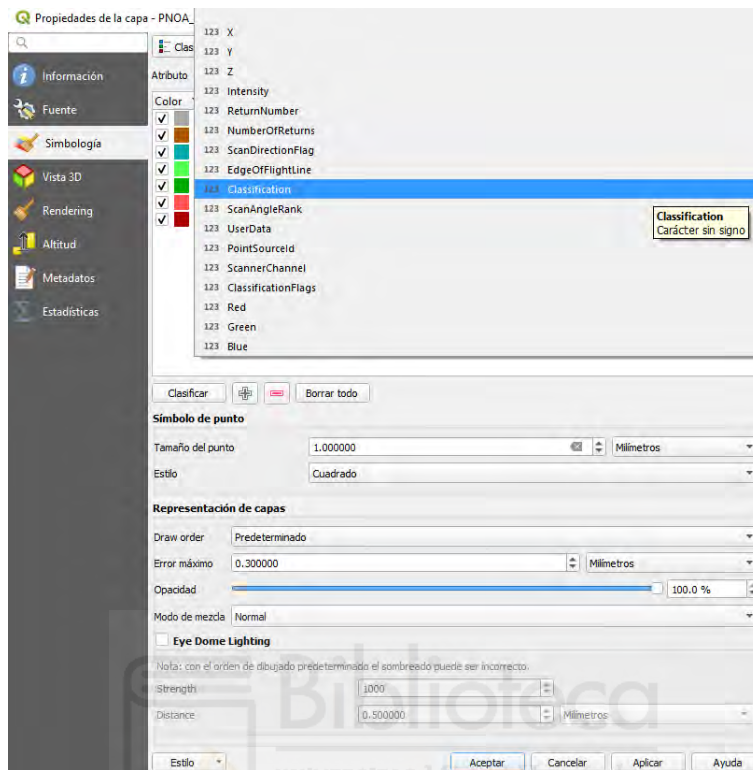 Propiedades de la capa - PNOA_
Clas
Información
Fuente
Simbología
Vista 3D
Rendering
Altitud
Metadatos
Estadísticas
Atributo
Color
123 X
123 Y
123 Z
123 Intensity
123 ReturnNumber
123 NumberOfReturns
123 ScanDirectionFlag
123 EdgeOfFlightLine
123 Classification
123 ScanAngleRank
123 UserData
123 PointSourceId
123 ScannerChannel
123 ClassificationFlags
123 Red
123 Green
123 Blue
Classification
Carácter sin signo
Clasificar
Borrar todo
Símbolo de punto
Tamaño del punto 1.000000 Milímetros
Estilo Cuadrado
Representación de capas
Draw order Predeterminado
Error máximo 0.300000 Milímetros
Opacidad 100.0 %
Modo de mezcla Normal
Eye Dome Lighting
Nota: con el orden de dibujado predeterminado el sombreado puede ser incorrecto.
Strength 1000
Distance 0.500000 Milímetros
Biblioteca
Estilo Aceptar Cancelar Aplicar Ayuda